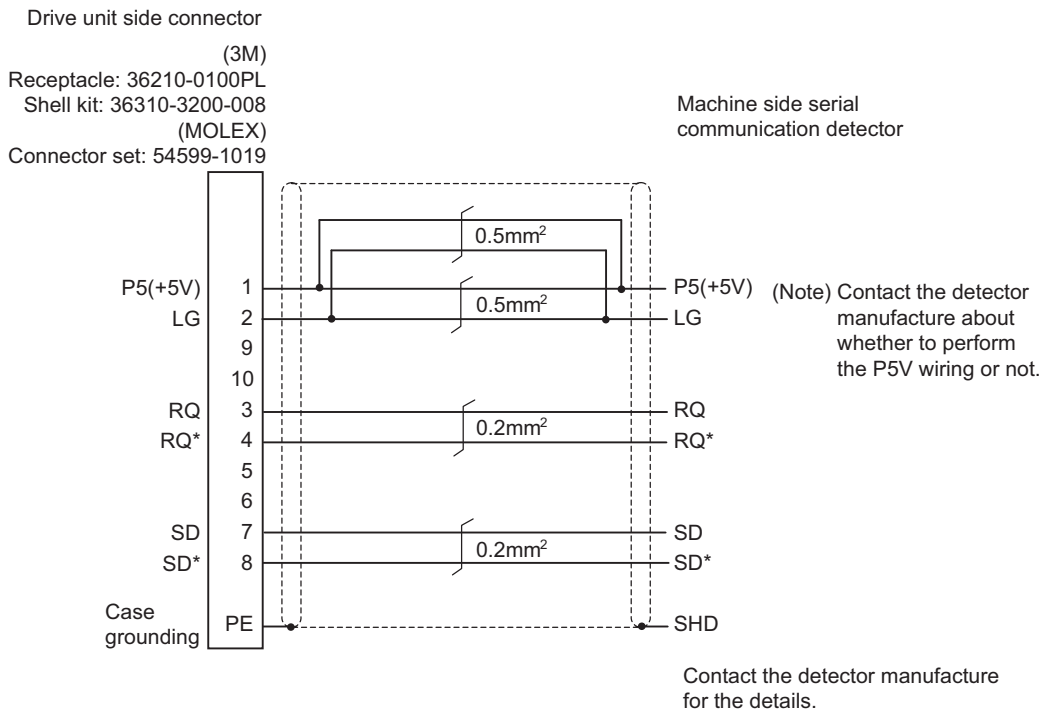 Drive unit side connector
(3M)
Receptacle: 36210-0100PL
Shell kit: 36310-3200-008
(MOLEX)
Connector set: 54599-1019
Machine side serial
communication detector
0.5mm²
P5(+5V) 1 P5(+5V)
0.5mm²
LG 2 LG
(Note) Contact the detector
manufacture about
whether to perform
the P5V wiring or not.
9
10
RQ 3 RQ
0.2mm²
RQ* 4 RQ*
5
6
SD 7 SD
0.2mm²
SD* 8 SD*
Case
grounding
PE SHD
Contact the detector manufacture
for the details.